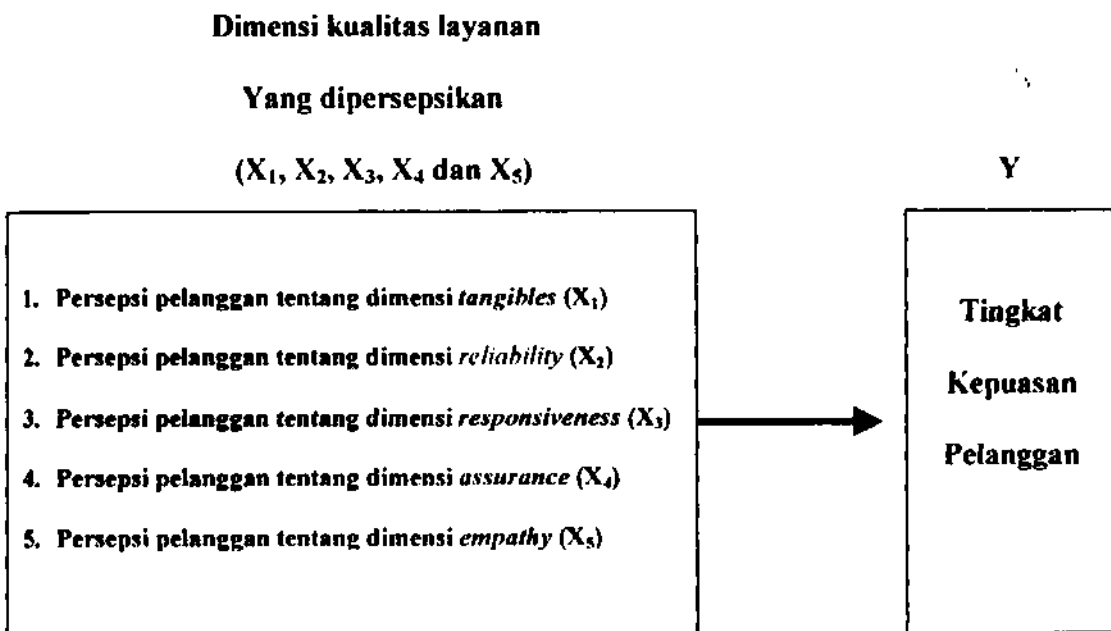 Dimensi kualitas layanan
Yang dipersepsikan
(X₁, X₂, X₃, X₄ dan X₅)
Y
1. Persepsi pelanggan tentang dimensi tangibles (X₁)
2. Persepsi pelanggan tentang dimensi reliability (X₂)
3. Persepsi pelanggan tentang dimensi responsiveness (X₃)
4. Persepsi pelanggan tentang dimensi assurance (X₄)
5. Persepsi pelanggan tentang dimensi empathy (X₅)
Tingkat
Kepuasan
Pelanggan